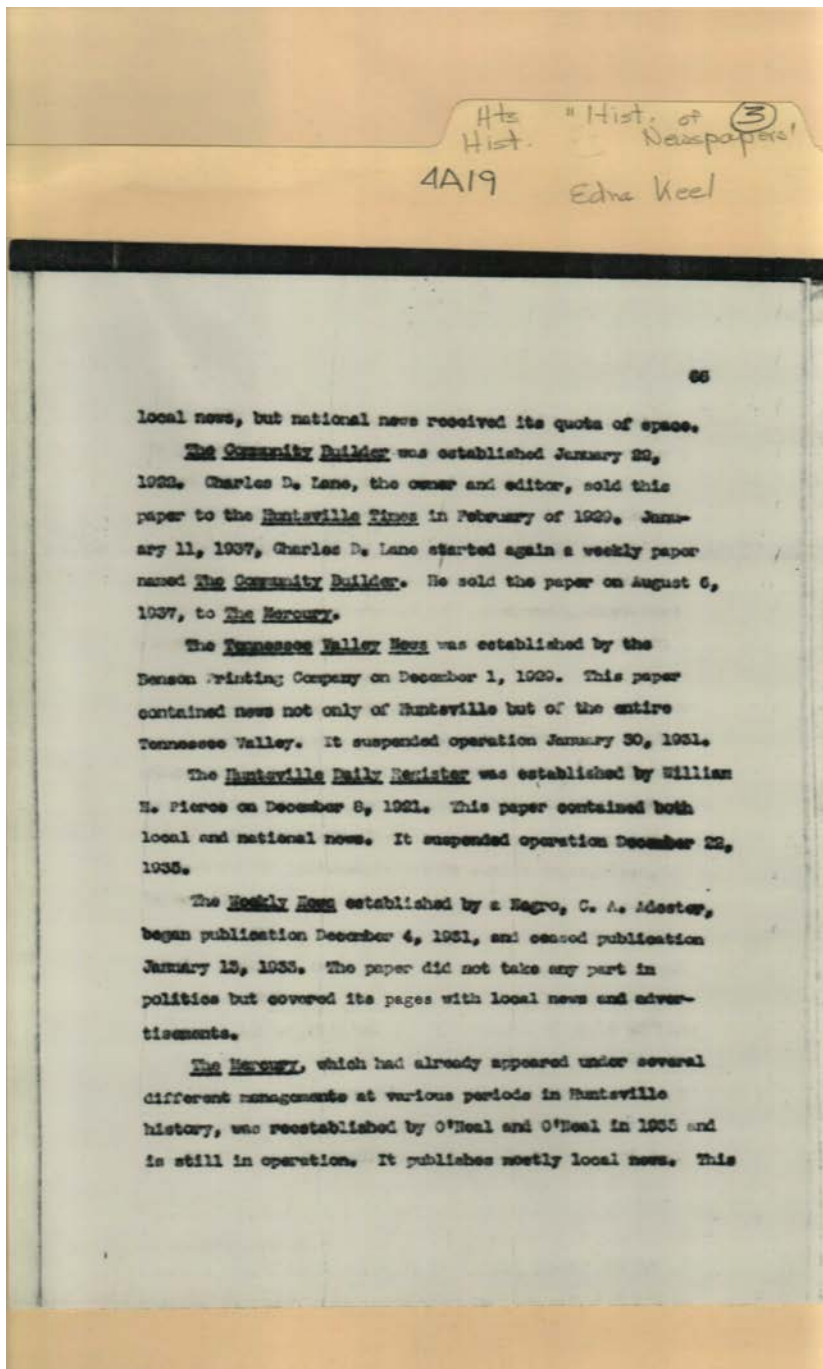 Hts "Hist. of ③
Hist. Newspapers'
4A19 Edna Keel
66
local news, but national news received its quota of space.
The Community Builder was established January 22,
1922. Charles D. Lane, the owner and editor, sold this
paper to the Huntsville Times in February of 1929. Janu-
ary 11, 1937, Charles D. Lane started again a weekly paper
named The Community Builder. He sold the paper on August 6,
1937, to The Mercury.
The Tennessee Valley News was established by the
Benson Printing Company on December 1, 1929. This paper
contained news not only of Huntsville but of the entire
Tennessee Valley. It suspended operation January 30, 1931.
The Huntsville Daily Register was established by William
H. Pierce on December 8, 1921. This paper contained both
local and national news. It suspended operation December 22,
The Weekly News established by a Negro, C. A.
began publication December 4, 1931, and ceased publication
January 13, 1933. The paper did not take any part in
politics but covered its pages with local news and adver-
tisements.
The Mercury, which had already appeared under several
different managements at various periods in Huntsville
history, was reestablished by O'Neal and O'Neal in and
is still in operation. It publishes mostly local news. This